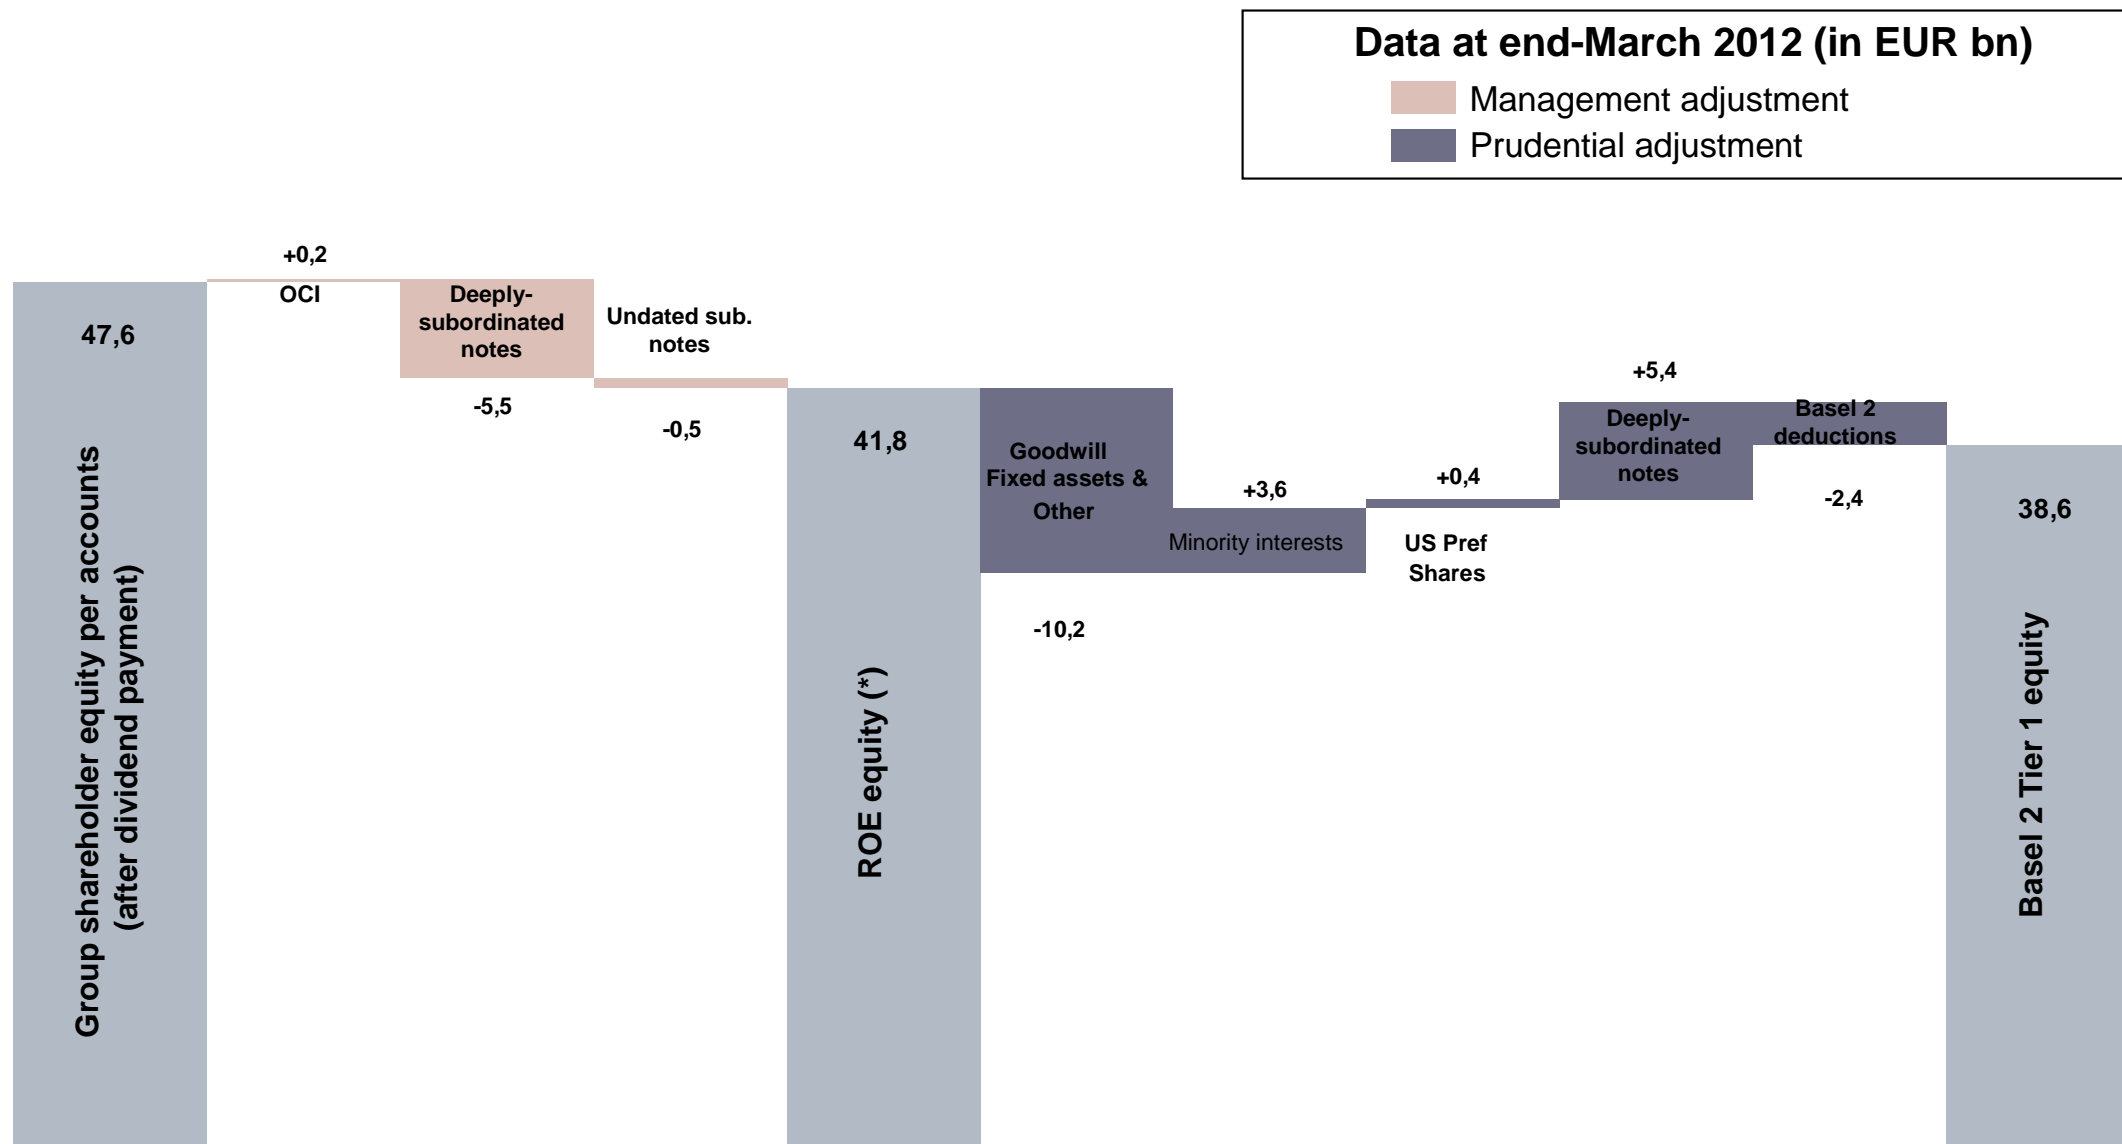 Data at end-March 2012 (in EUR bn)
Management adjustment
Prudential adjustment
47,6
Group shareholder equity per accounts
(after dividend payment)
+0,2
OCI
Deeply-
subordinated
notes
-5,5
Undated sub.
notes
-0,5
41,8
ROE equity (*)
Goodwill
Fixed assets &
Other
-10,2
+3,6
Minority interests
+0,4
US Pref
Shares
+5,4
Deeply-
subordinated
notes
Basel 2
deductions
-2,4
38,6
Basel 2 Tier 1 equity